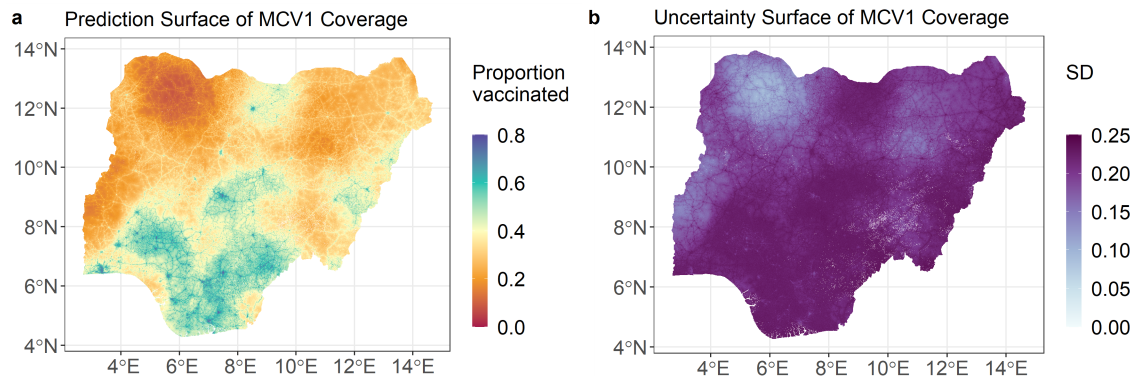 a Prediction Surface of MCV1 Coverage
14°N
12°N
10°N
8°N
6°N
4°N
4°E 6°E 8°E 10°E 12°E 14°E
Proportion
vaccinated
0.8
0.6
0.4
0.2
0.0
b Uncertainty Surface of MCV1 Coverage
14°N
12°N
10°N
8°N
6°N
4°N
4°E 6°E 8°E 10°E 12°E 14°E
SD
0.25
0.20
0.15
0.10
0.05
0.00